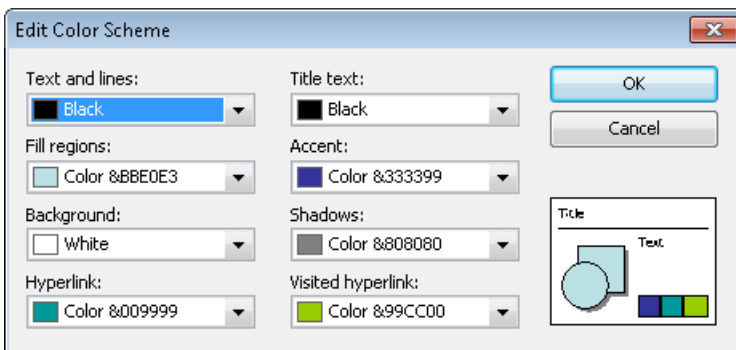 Edit Color Scheme
Text and lines:
Black
Title text:
Black
OK
Cancel
Fill regions:
Color &BBE0E3
Accent:
Color &333399
Background:
White
Shadows:
Color &808080
Hyperlink:
Color &009999
Visited hyperlink:
Color &99CC00
Title
Text